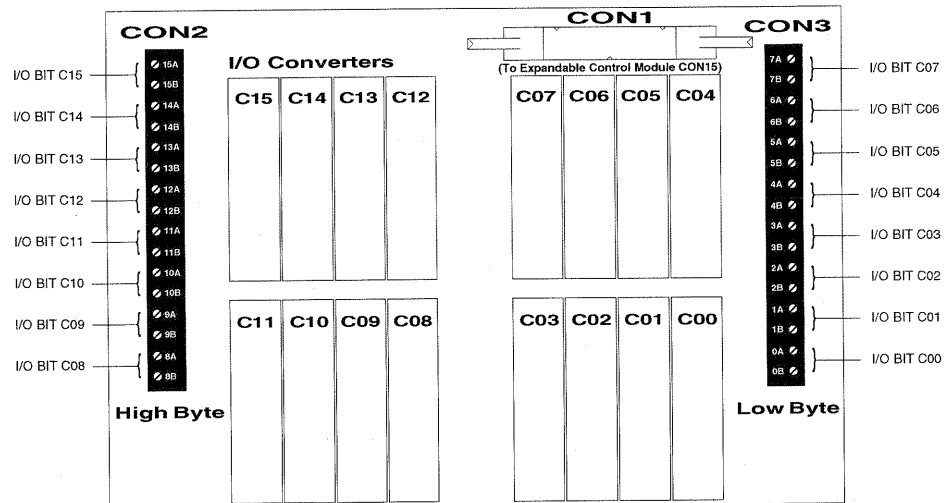 CON1
CON2
CON3
(To Expandable Control Module CON15)
I/O Converters
I/O BIT C15
I/O BIT C14
I/O BIT C13
I/O BIT C12
I/O BIT C11
I/O BIT C10
I/O BIT C09
I/O BIT C08
15A
15B
14A
14B
13A
13B
12A
12B
11A
11B
10A
10B
9A
9B
8A
8B
High Byte
C15 C14 C13 C12
C11 C10 C09 C08
C07 C06 C05 C04
C03 C02 C01 C00
7A
7B
6A
6B
5A
5B
4A
4B
3A
3B
2A
2B
1A
1B
0A
0B
Low Byte
I/O BIT C07
I/O BIT C06
I/O BIT C05
I/O BIT C04
I/O BIT C03
I/O BIT C02
I/O BIT C01
I/O BIT C00